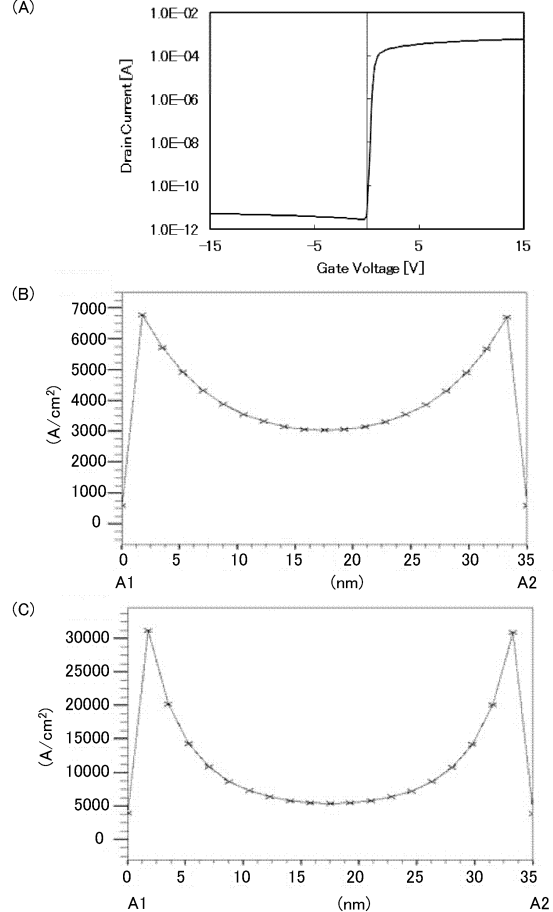 (A)
1.0E-02
1.0E-04
1.0E-06
1.0E-08
1.0E-10
1.0E-12
Drain Current [A]
-15
-5
5
15
Gate Voltage [V]
(B)
7000
6000
5000
4000
3000
2000
1000
0
(A/cm²)
0
5
10
15
20
25
30
35
A1
(nm)
A2
(C)
30000
25000
20000
15000
10000
5000
0
(A/cm²)
0
5
10
15
20
25
30
35
A1
(nm)
A2